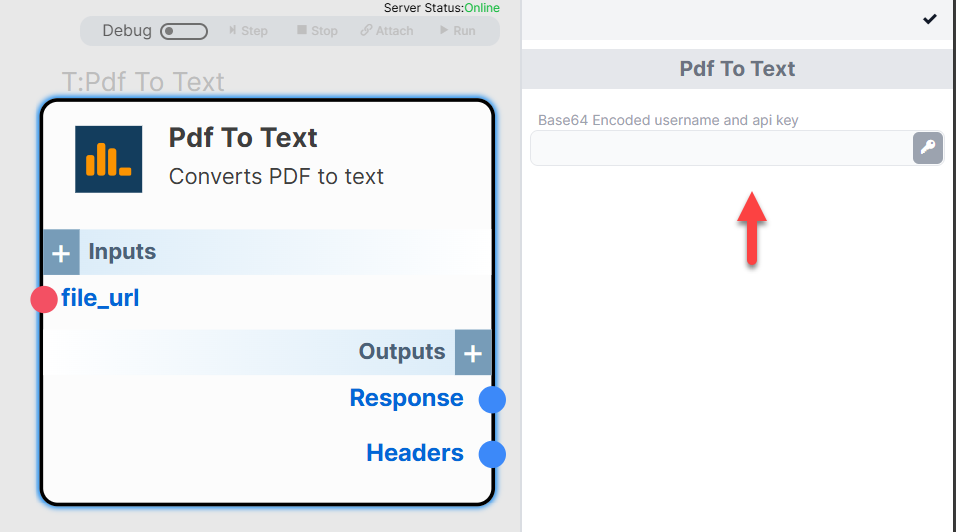 Server Status:Online
Debug Step Stop Attach Run
T:Pdf To Text
Pdf To Text
Converts PDF to text
Inputs
file_url
Outputs
Response
Headers
Pdf To Text
Base64 Encoded username and api key